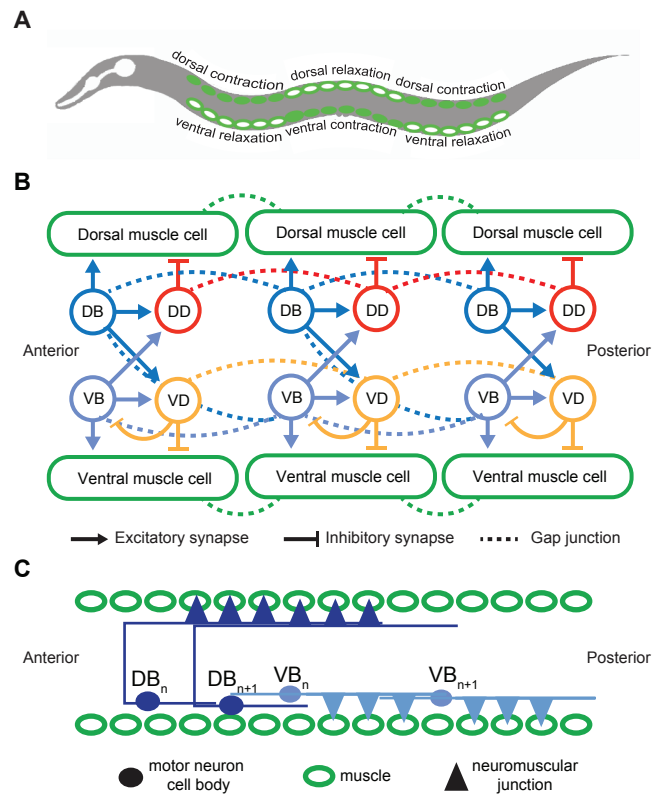 A
dorsal contraction dorsal relaxation dorsal contraction
ventral relaxation ventral contraction ventral relaxation
B
Dorsal muscle cell Dorsal muscle cell Dorsal muscle cell
DB DD DB DD DB DD
Anterior Posterior
VB VD VB VD VB VD
Ventral muscle cell Ventral muscle cell Ventral muscle cell
Excitatory synapse Inhibitory synapse Gap junction
C
Anterior Posterior
DBn DBn+1 VBn VBn+1
motor neuron cell body
muscle
neuromuscular junction